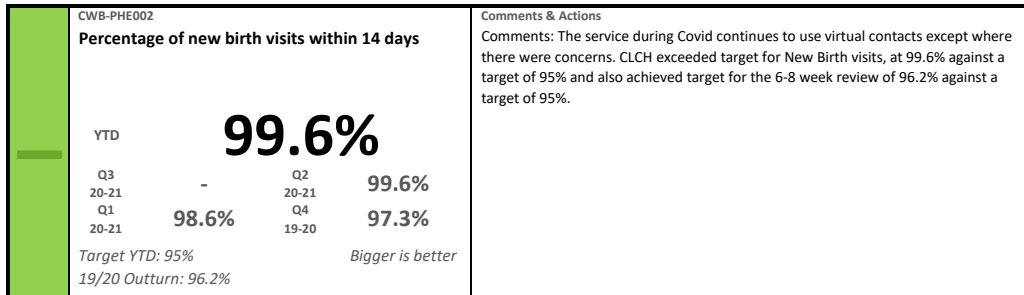 CWB-PHE002
Percentage of new birth visits within 14 days
YTD
99.6%
Q3
20-21
-
Q2
20-21
99.6%
Q1
20-21
98.6%
Q4
19-20
97.3%
Target YTD: 95%
Bigger is better
19/20 Outturn: 96.2%
Comments & Actions
Comments: The service during Covid continues to use virtual contacts except where
there were concerns. CLCH exceeded target for New Birth visits, at 99.6% against a
target of 95% and also achieved target for the 6-8 week review of 96.2% against a
target of 95%.